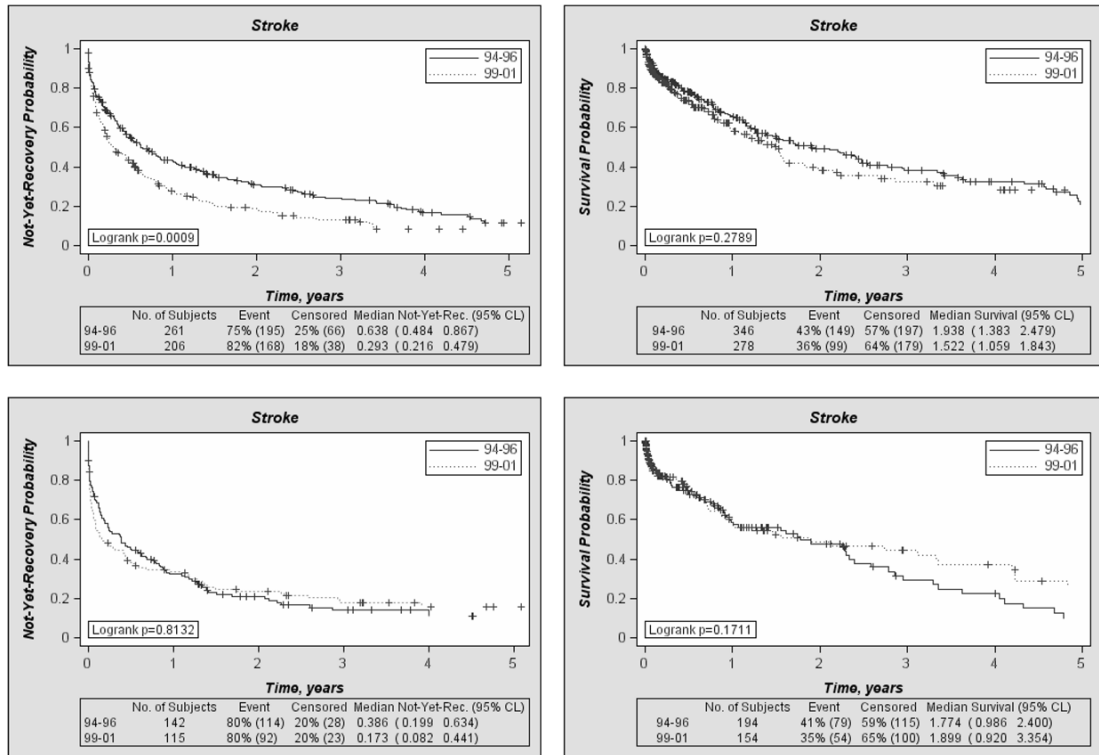 Stroke
Not-Yet-Recovery Probability
1
0.8
0.6
0.4
0.2
0
94-96
99-01
Logrank p=0.0009
0 1 2 3 4 5
Time, years
No. of Subjects Event Censored Median Not-Yet-Rec. (95% CL)
94-96 261 75% (195) 25% (66) 0.638 ( 0.484 0.867)
99-01 206 82% (168) 18% (38) 0.293 ( 0.216 0.479)
Stroke
Survival Probability
1
0.8
0.6
0.4
0.2
0
94-96
99-01
Logrank p=0.2789
0 1 2 3 4 5
Time, years
No. of Subjects Event Censored Median Survival (95% CL)
94-96 346 43% (149) 57% (197) 1.938 ( 1.383 2.479)
99-01 278 36% (99) 64% (179) 1.522 ( 1.059 1.843)
Stroke
Not-Yet-Recovery Probability
1
0.8
0.6
0.4
0.2
0
94-96
99-01
Logrank p=0.8132
0 1 2 3 4 5
Time, years
No. of Subjects Event Censored Median Not-Yet-Rec. (95% CL)
94-96 142 80% (114) 20% (28) 0.386 ( 0.199 0.634)
99-01 115 80% (92) 20% (23) 0.173 ( 0.082 0.441)
Stroke
Survival Probability
1
0.8
0.6
0.4
0.2
0
94-96
99-01
Logrank p=0.1711
0 1 2 3 4 5
Time, years
No. of Subjects Event Censored Median Survival (95% CL)
94-96 194 41% (79) 59% (115) 1.774 ( 0.986 2.400)
99-01 154 35% (54) 65% (100) 1.899 ( 0.920 3.354)